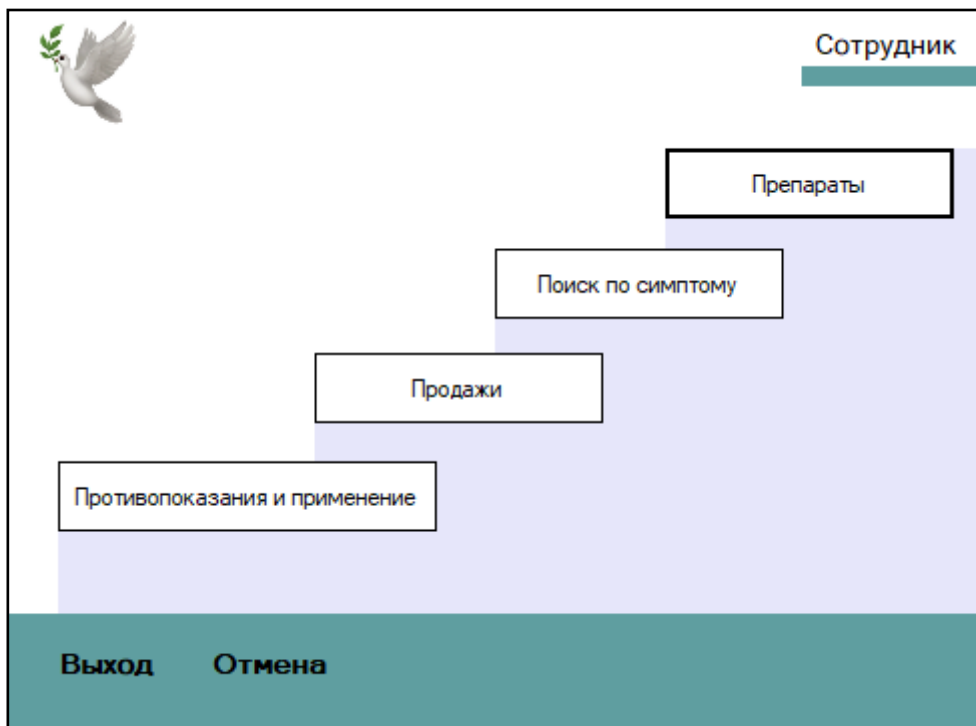 Сотрудник
Препараты
Поиск по симптому
Продажи
Противопоказания и применение
Выход
Отмена